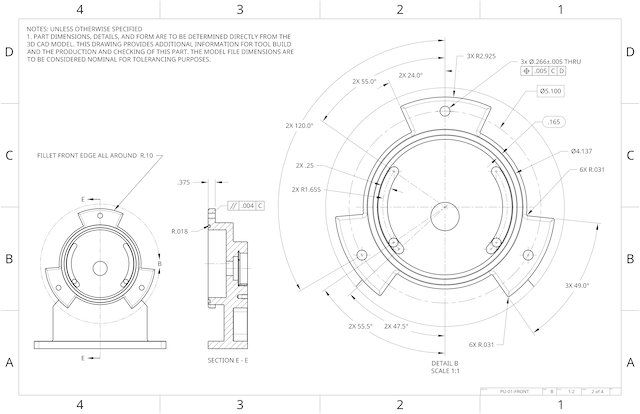 4 3 2 1
NOTES: UNLESS OTHERWISE SPECIFIED
1. PART DIMENSIONS, DETAILS, AND FORM ARE TO BE DETERMINED DIRECTLY FROM THE
3D CAD MODEL. THIS DRAWING PROVIDES ADDITIONAL INFORMATION FOR TOOL BUILD
AND THE PRODUCTION AND CHECKING OF THIS PART. THE MODEL FILE DIMENSIONS ARE
TO BE CONSIDERED NOMINAL FOR TOLERANCING PURPOSES.
D D
3X R2.925
3x Ø.266±.005 THRU
⌖ .005 C D
2X 24.0°
2X 55.0°
Ø5.100
2X 120.0°
.165
C C
FILLET FRONT EDGE ALL AROUND R.10
Ø4.137
2X .25
6X R.031
.375
2X R1.655
E
// .004 C
R.018
B B
B
3X 49.0°
2X 55.5° 2X 47.5°
6X R.031
E
SECTION E - E
DETAIL B
SCALE 1:1
A A
PU-01-FRONT B 1:2 2 of 4
4 3 2 1